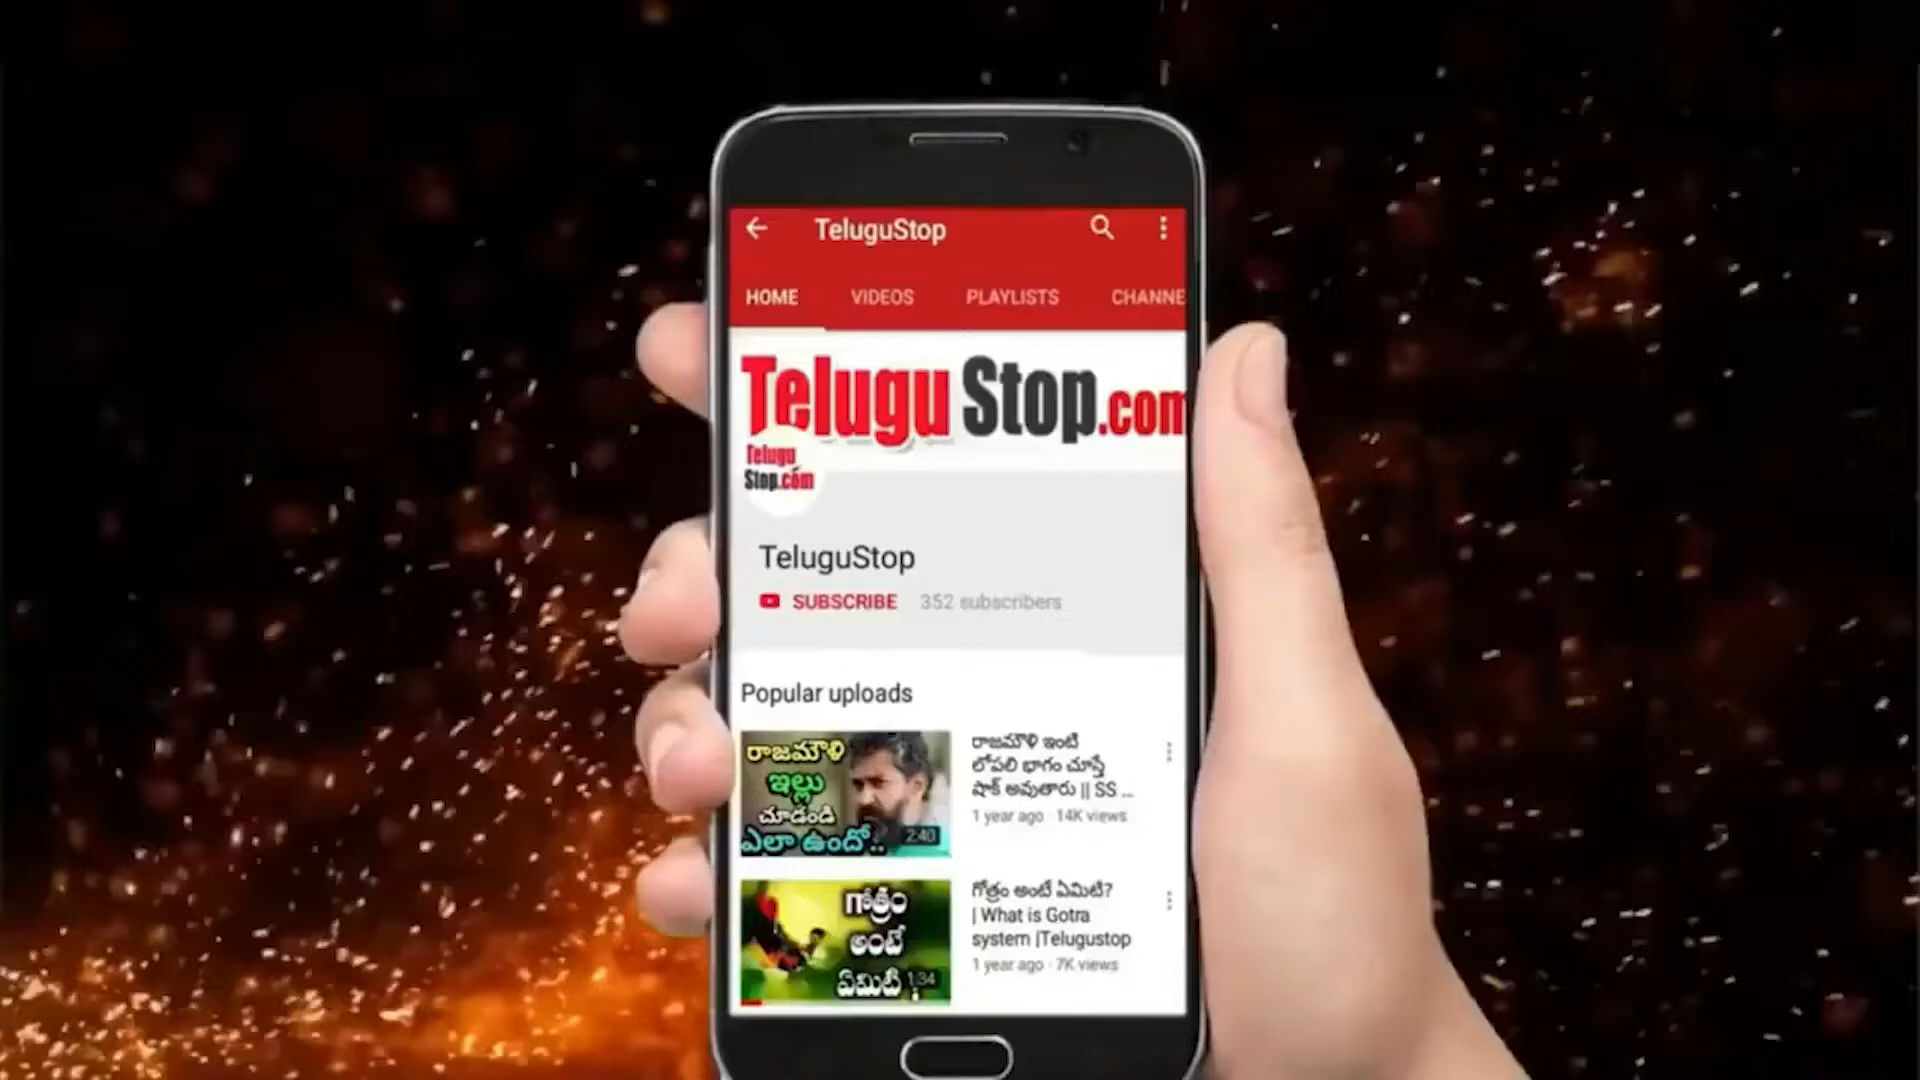 TeluguStop
HOME VIDEOS PLAYLISTS CHANNE
Telugu Stop.com
Telugu
Stop.com
TeluguStop
SUBSCRIBE 352 subscribers
Popular uploads
రాజమౌళి
ఇల్లు
చూడండి
ఎలా ఉందో..
2:40
రాజమౌళి ఇంటి
లోపలి భాగం చూస్తే
షాక్ అవుతారు || SS ...
1 year ago · 14K views
గోత్రం
అంటే
ఏమిటి
1:34
గోత్రం అంటే ఏమిటి?
| What is Gotra
system |Telugustop
1 year ago · 7K views